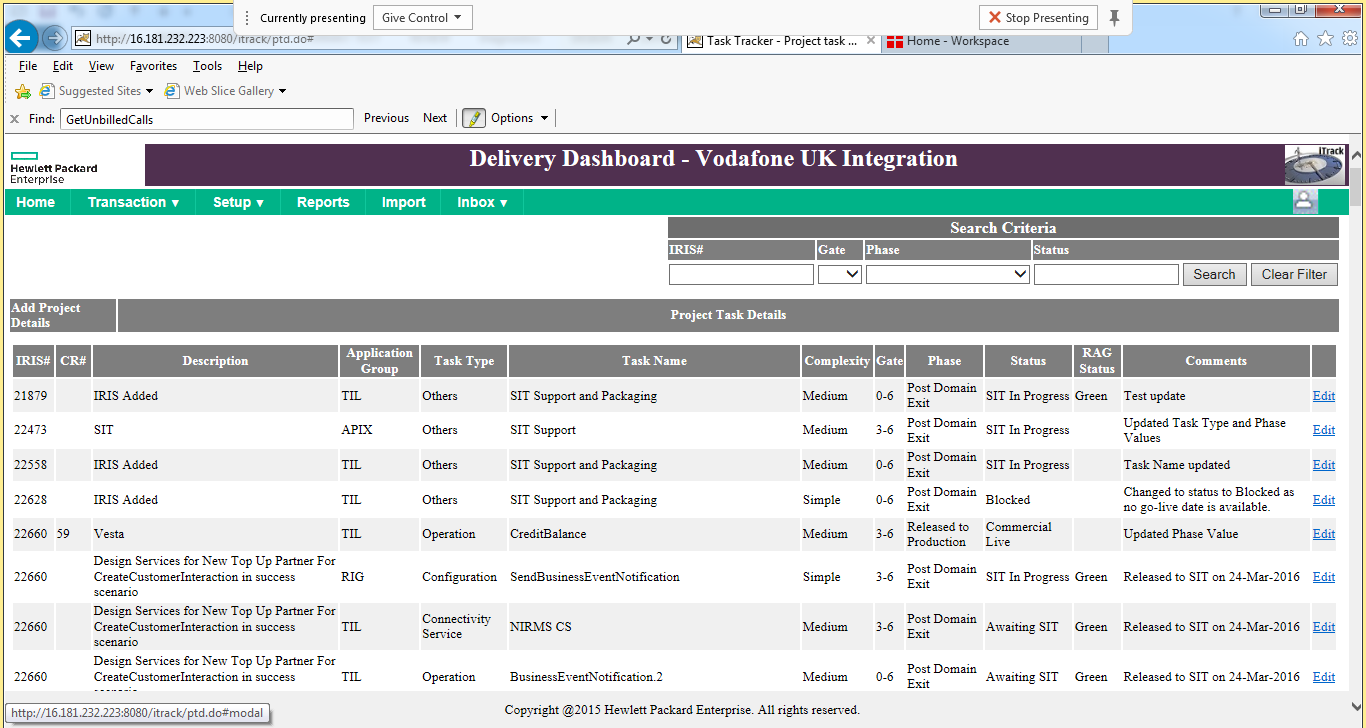 Currently presenting
Give Control
Stop Presenting
http://16.181.232.223:8080/itrack/ptd.do#
Task Tracker - Project task ...
Home - Workspace
File Edit View Favorites Tools Help
Suggested Sites
Web Slice Gallery
x Find: GetUnbilledCalls Previous Next Options
Hewlett Packard
Enterprise
Delivery Dashboard - Vodafone UK Integration
ITrack
Home Transaction ▼ Setup ▼ Reports Import Inbox ▼
Search Criteria
IRIS# Gate Phase Status
Search Clear Filter
Add Project
Details
Project Task Details
IRIS# CR# Description Application Group Task Type Task Name Complexity Gate Phase Status RAG Status Comments
21879 IRIS Added TIL Others SIT Support and Packaging Medium 0-6 Post Domain Exit SIT In Progress Green Test update Edit
22473 SIT APIX Others SIT Support Medium 3-6 Post Domain Exit SIT In Progress Updated Task Type and Phase Values Edit
22558 IRIS Added TIL Others SIT Support and Packaging Medium 0-6 Post Domain Exit SIT In Progress Task Name updated Edit
22628 IRIS Added TIL Others SIT Support and Packaging Simple 0-6 Post Domain Exit Blocked Changed to status to Blocked as no go-live date is available. Edit
22660 59 Vesta TIL Operation CreditBalance Medium 3-6 Released to Production Commercial Live Updated Phase Value Edit
22660 Design Services for New Top Up Partner For CreateCustomerInteraction in success scenario RIG Configuration SendBusinessEventNotification Simple 3-6 Post Domain Exit SIT In Progress Green Released to SIT on 24-Mar-2016 Edit
22660 Design Services for New Top Up Partner For CreateCustomerInteraction in success scenario TIL Connectivity Service NIRMS CS Medium 3-6 Post Domain Exit Awaiting SIT Green Released to SIT on 24-Mar-2016 Edit
22660 Design Services for New Top Up Partner For CreateCustomerInteraction in success TIL Operation BusinessEventNotification.2 Medium 0-6 Post Domain Exit Awaiting SIT Green Released to SIT on 24-Mar-2016 Edit
http://16.181.232.223:8080/itrack/ptd.do#modal
Copyright @2015 Hewlett Packard Enterprise. All rights reserved.